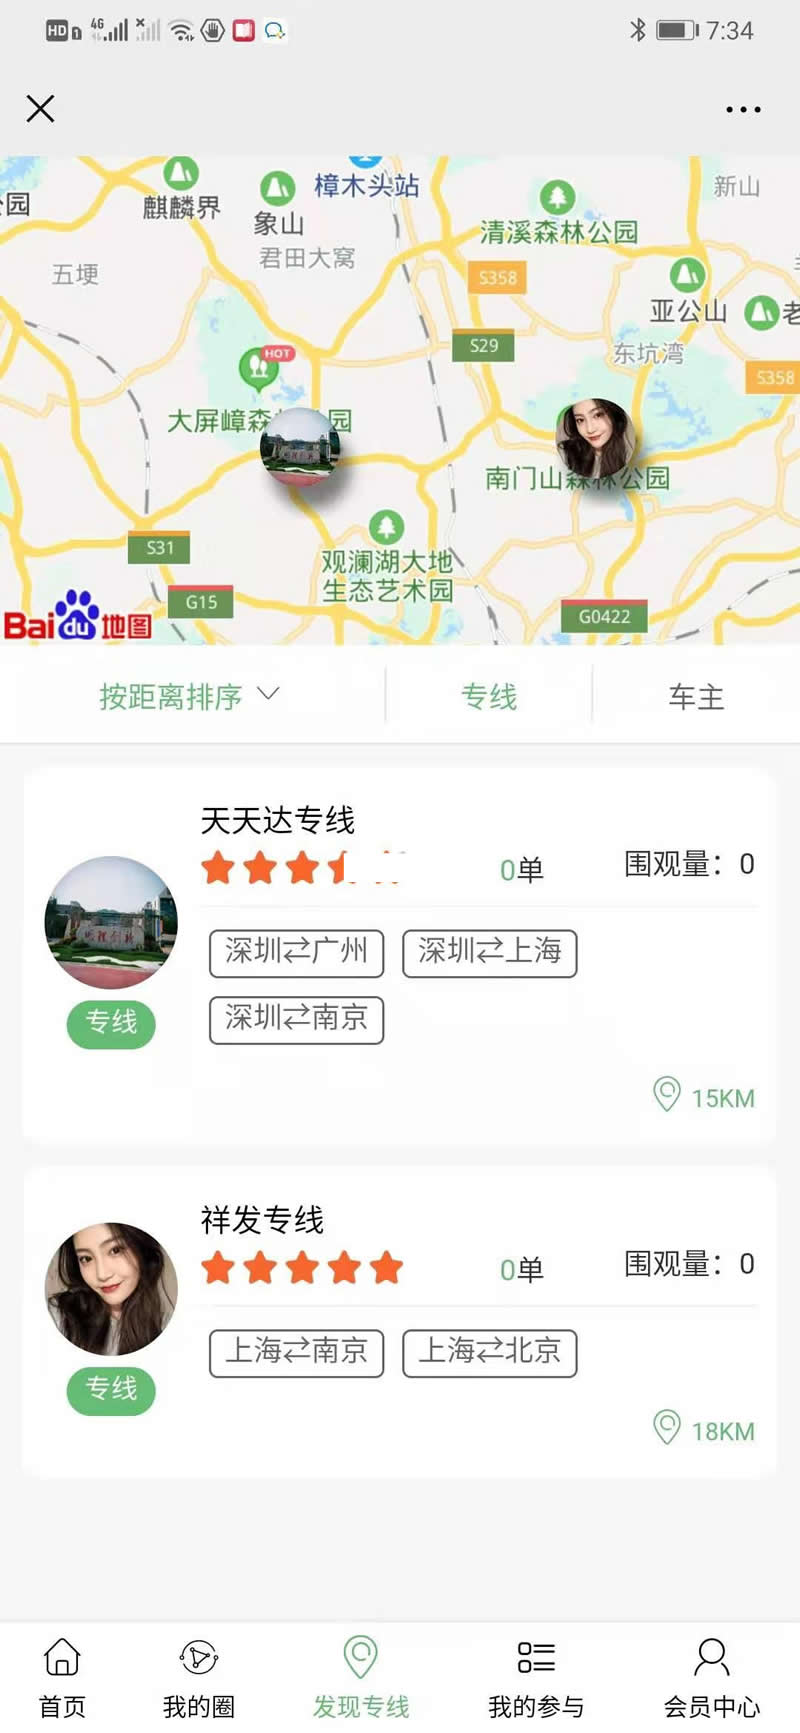 HD 1 4G 7:34
公园
麒麟界
象山
樟木头站
新山
清溪森林公园
君田大窝
五埂
S358
亚公山
老
S29
东坑湾
HOT
S358
大屏嶂森
园
南门山森林公园
S31
观澜湖大地
生态艺术园
G15
G0422
Bai du 地图
按距离排序
专线
车主
天天达专线
0单
围观量：0
深圳⇄广州
深圳⇄上海
专线
深圳⇄南京
15KM
祥发专线
0单
围观量：0
上海⇄南京
上海⇄北京
专线
18KM
首页
我的圈
发现专线
我的参与
会员中心